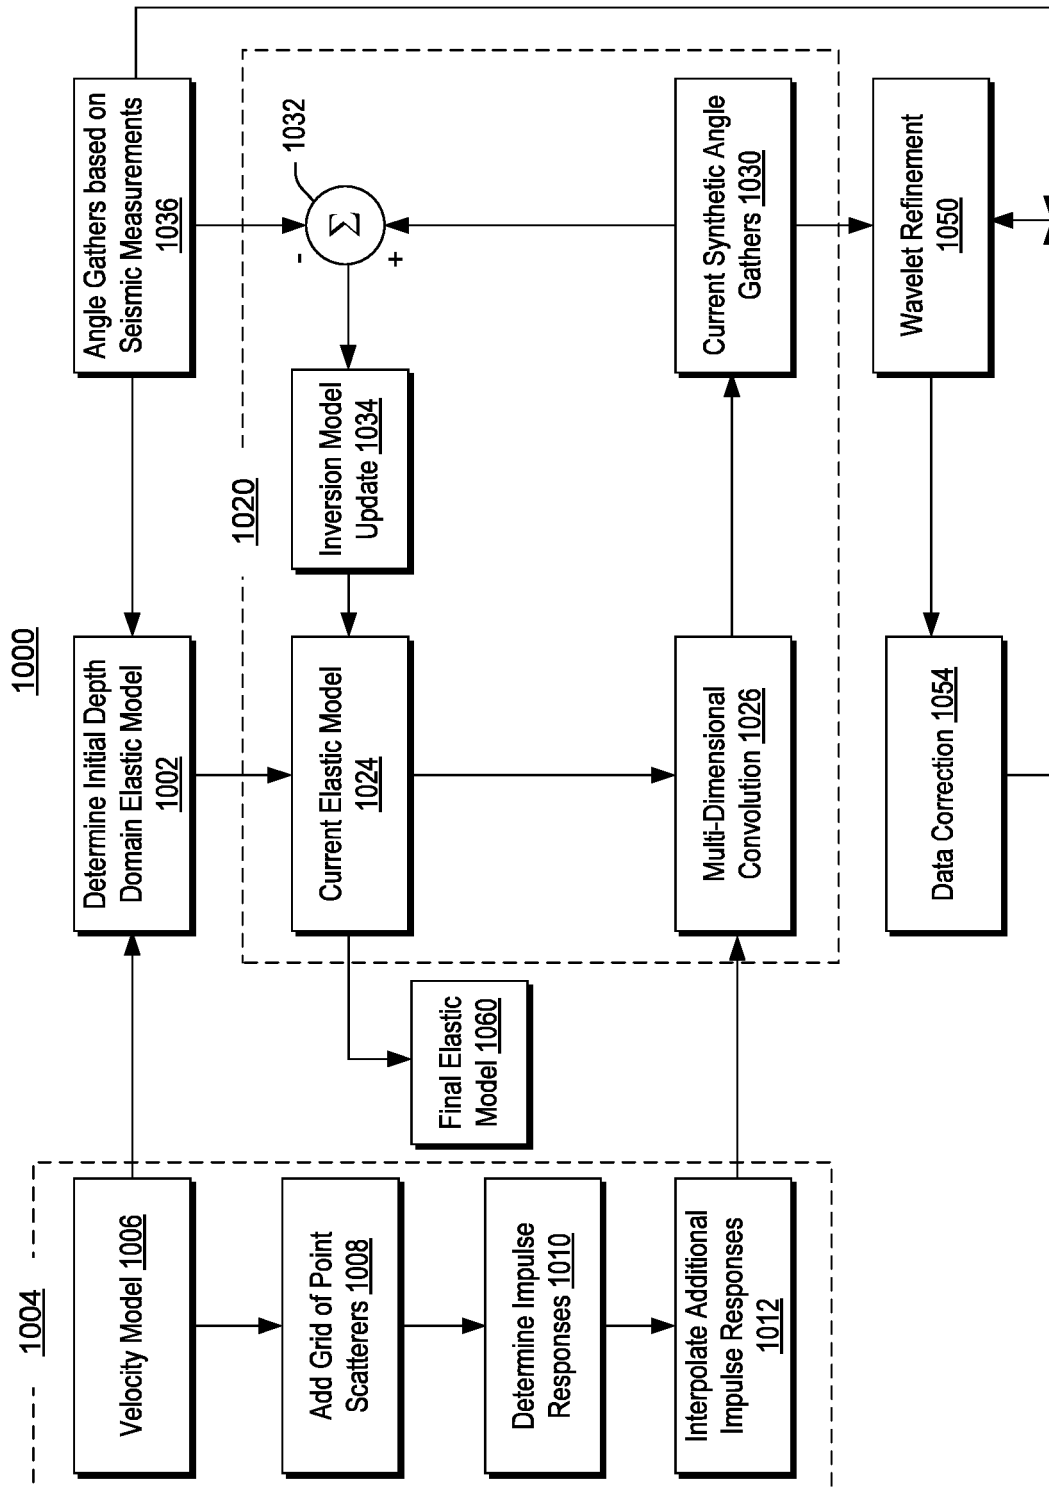 1000
1004
Velocity Model 1006
Add Grid of Point
Scatterers 1008
Determine Impulse
Responses 1010
Interpolate Additional
Impulse Responses
1012
Determine Initial Depth
Domain Elastic Model
1002
Angle Gathers based on
Seismic Measurements
1036
1020
Current Elastic Model
1024
Inversion Model
Update 1034
-
Σ
+
1032
Final Elastic
Model 1060
Multi-Dimensional
Convolution 1026
Current Synthetic Angle
Gathers 1030
Data Correction 1054
Wavelet Refinement
1050